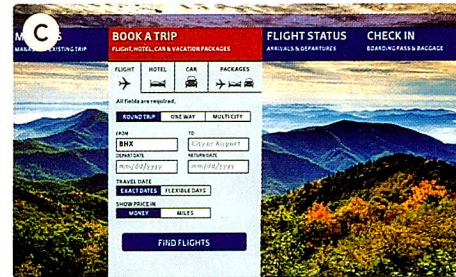 C
BOOK A TRIP
FLIGHT, HOTEL, CAR & VACATION PACKAGES
FLIGHT STATUS
ARRIVALS & DEPARTURES
CHECK IN
BOARDING PASS & BAGGAGE
EXISTING TRIP
FLIGHT HOTEL CAR PACKAGES
All fields are required.
ROUND TRIP ONE WAY MULTI CITY
FROM TO
BHX City or Airport
DEPART DATE RETURN DATE
mm/dd/yyyy mm/dd/yyyy
TRAVEL DATE
EXACT DATES FLEXIBLE DAYS
SHOW PRICE IN
MONEY MILES
FIND FLIGHTS